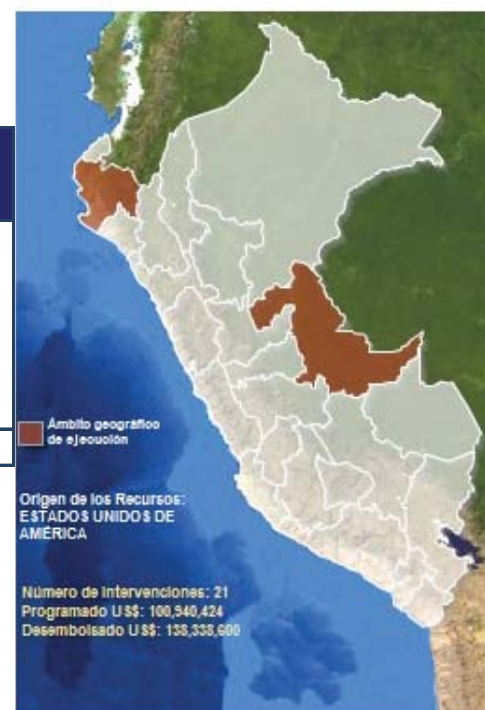 Ámbito geográfico
de ejecución
Origen de los Recursos:
ESTADOS UNIDOS DE
AMÉRICA
Número de Intervenciones: 21
Programado US$: 100,940,424
Desembolsado US$: 138,338,600